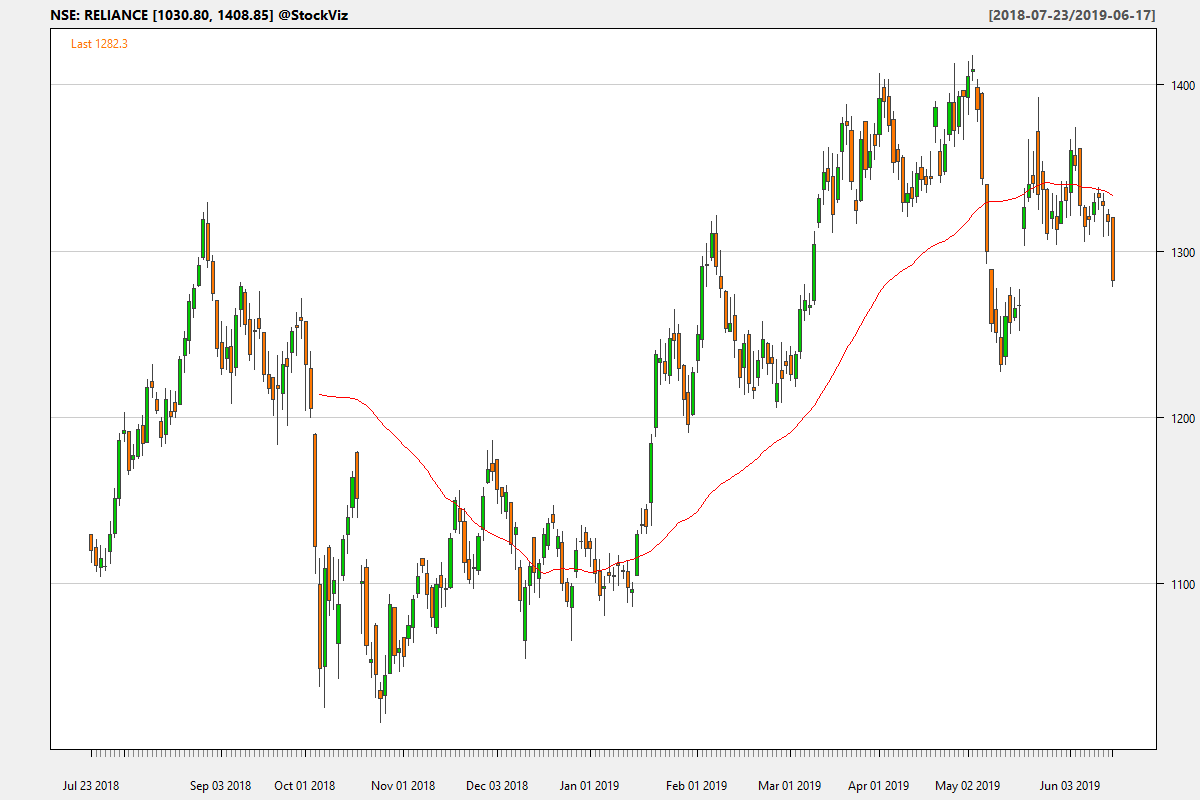 NSE: RELIANCE [1030.80, 1408.85] @StockViz
[2018-07-23/2019-06-17]
Last 1282.3
1400
1300
1200
1100
Jul 23 2018 Sep 03 2018 Oct 01 2018 Nov 01 2018 Dec 03 2018 Jan 01 2019 Feb 01 2019 Mar 01 2019 Apr 01 2019 May 02 2019 Jun 03 2019